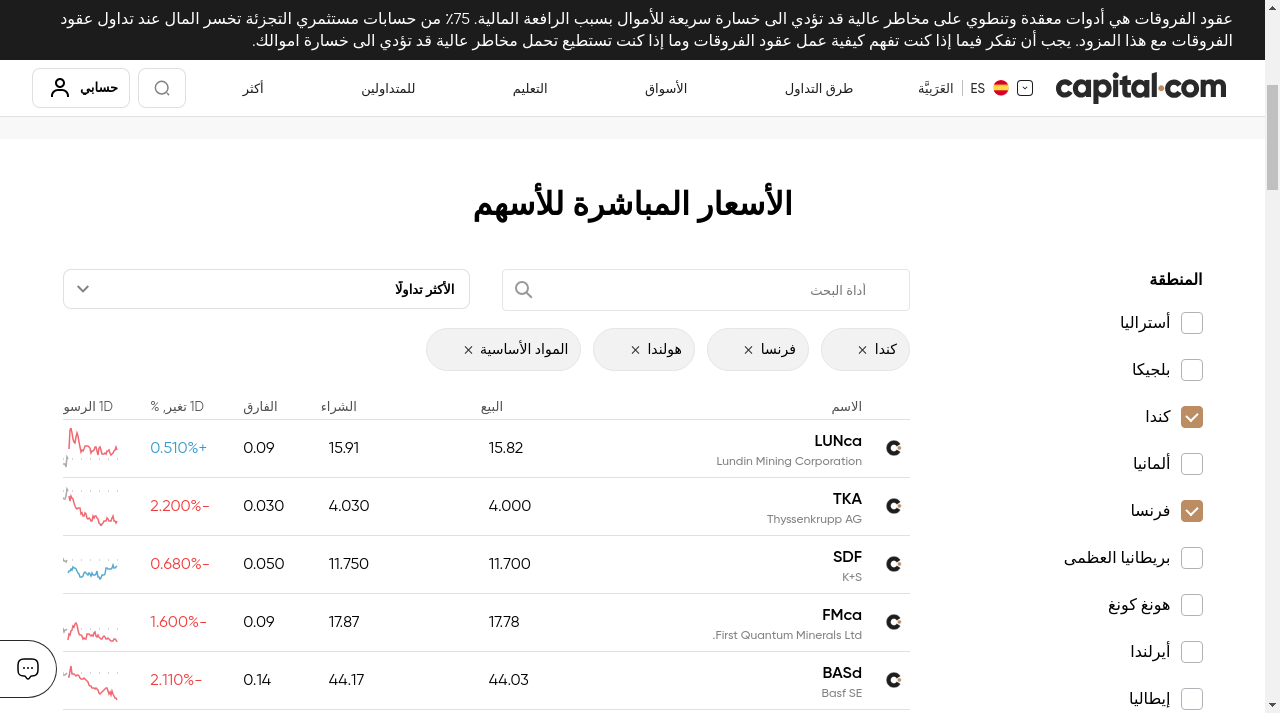 عقود الفروقات هي أدوات معقدة وتنطوي على مخاطر عالية قد تؤدي الى خسارة سريعة للأموال بسبب الرافعة المالية. 75٪ من حسابات مستثمري التجزئة تخسر المال عند تداول عقود
الفروقات مع هذا المزود. يجب أن تفكر فيما إذا كنت تفهم كيفية عمل عقود الفروقات وما إذا كنت تستطيع تحمل مخاطر عالية قد تؤدي الى خسارة اموالك.
capital.com
ES
العَرَبيَّة
طرق التداول
الأسواق
التعليم
للمتداولين
أكثر
حسابي
الأسعار المباشرة للأسهم
المنطقة
أستراليا
بلجيكا
كندا
ألمانيا
فرنسا
بريطانيا العظمى
هونغ كونغ
أيرلندا
إيطاليا
أداة البحث
الأكثر تداولًا
كندا
فرنسا
هولندا
المواد الأساسية
الاسم البيع الشراء الفارق 1D تغير, % 1D الرسو
LUNca 15.82 15.91 0.09 0.510%+
Lundin Mining Corporation
TKA 4.000 4.030 0.030 2.200%-
Thyssenkrupp AG
SDF 11.700 11.750 0.050 0.680%-
K+S
FMca 17.78 17.87 0.09 1.600%-
.First Quantum Minerals Ltd
BASd 44.03 44.17 0.14 2.110%-
Basf SE